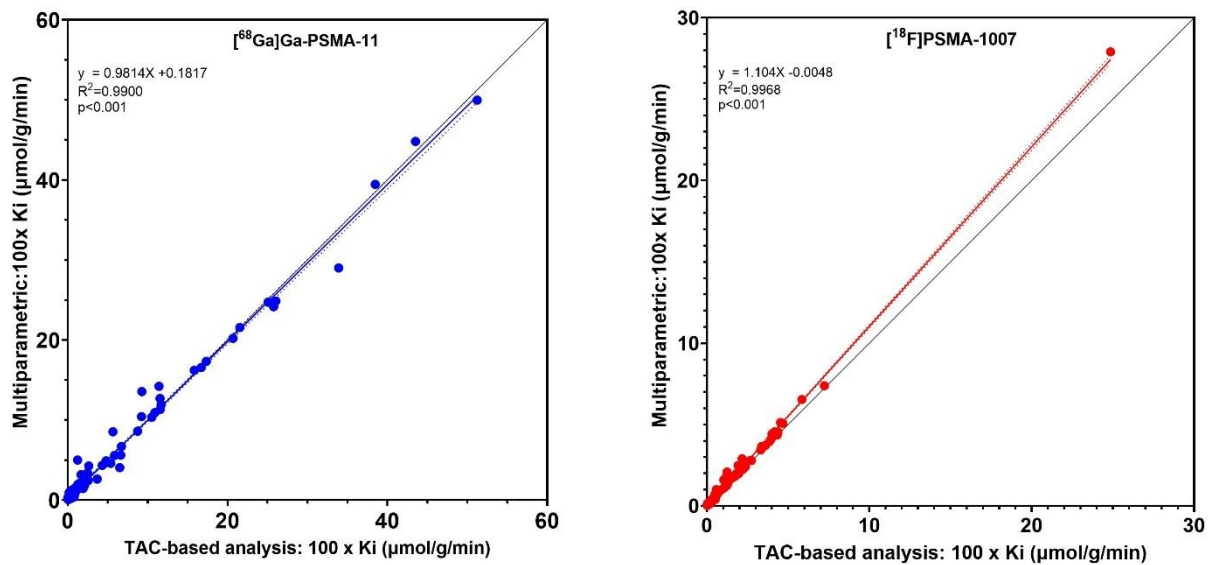 [⁶⁸Ga]Ga-PSMA-11
y = 0.9814X +0.1817
R²=0.9900
p<0.001
Multiparametric:100x Ki (µmol/g/min)
60
40
20
0
0 20 40 60
TAC-based analysis: 100 x Ki (µmol/g/min)
[¹⁸F]PSMA-1007
y = 1.104X -0.0048
R²=0.9968
p<0.001
Multiparametric:100x Ki (µmol/g/min)
30
20
10
0
0 10 20 30
TAC-based analysis: 100 x Ki (µmol/g/min)